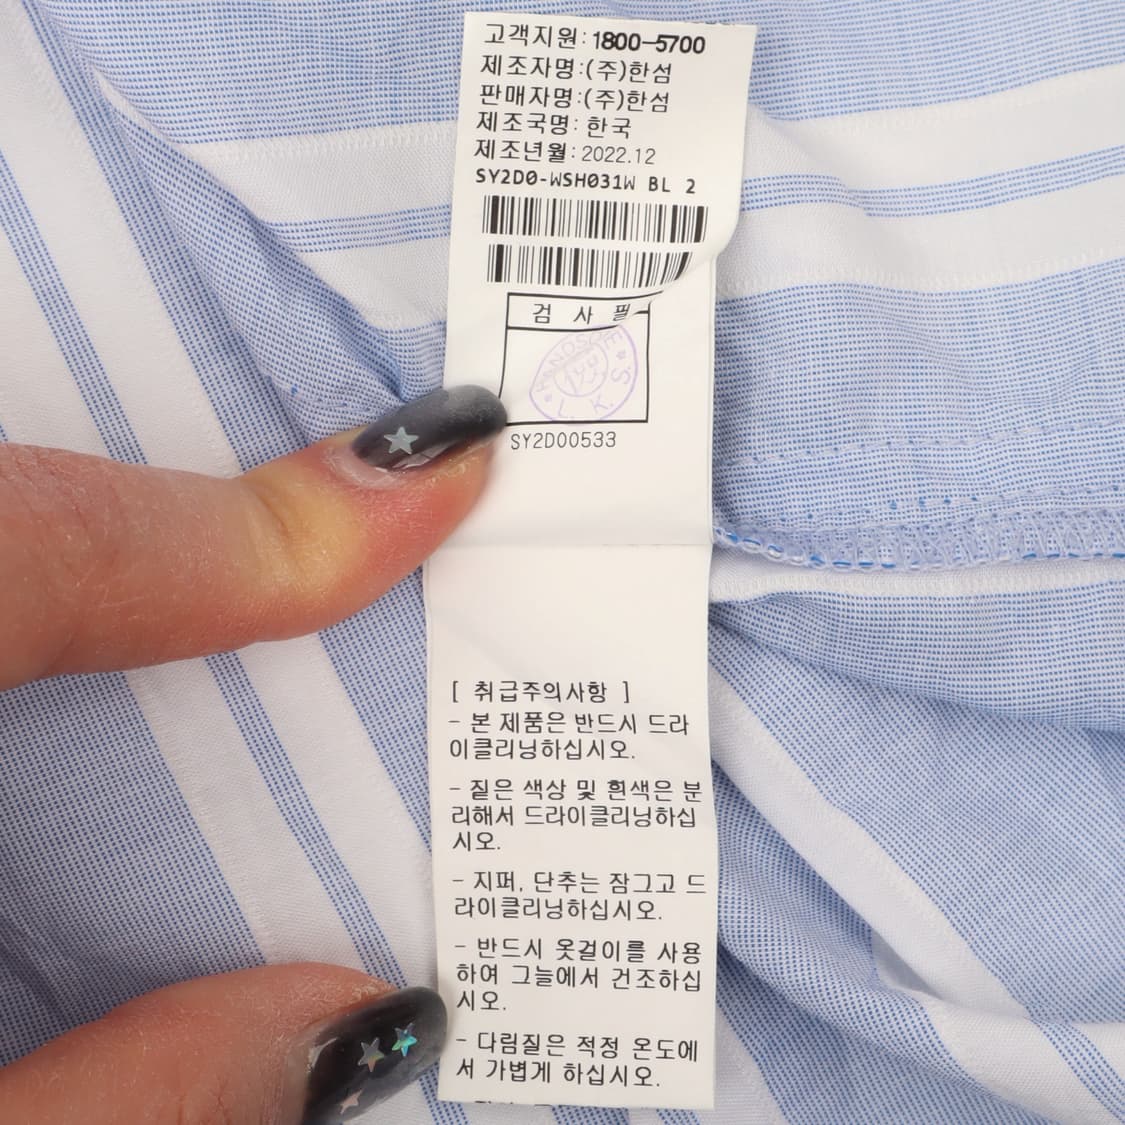 고객지원:1800-5700
제조자명:(주)한섬
판매자명:(주)한섬
제조국명: 한국
제조년월: 2022.12
SY2D0-WSH031W BL 2
검 사 필
L. K. S.
SY2D00533
[ 취급주의사항 ]
- 본 제품은 반드시 드라
이클리닝하십시오.
- 짙은 색상 및 흰색은 분
리해서 드라이클리닝하십
시오.
- 지퍼, 단추는 잠그고 드
라이클리닝하십시오.
- 반드시 옷걸이를 사용
하여 그늘에서 건조하십
시오.
- 다림질은 적정 온도에
서 가볍게 하십시오.